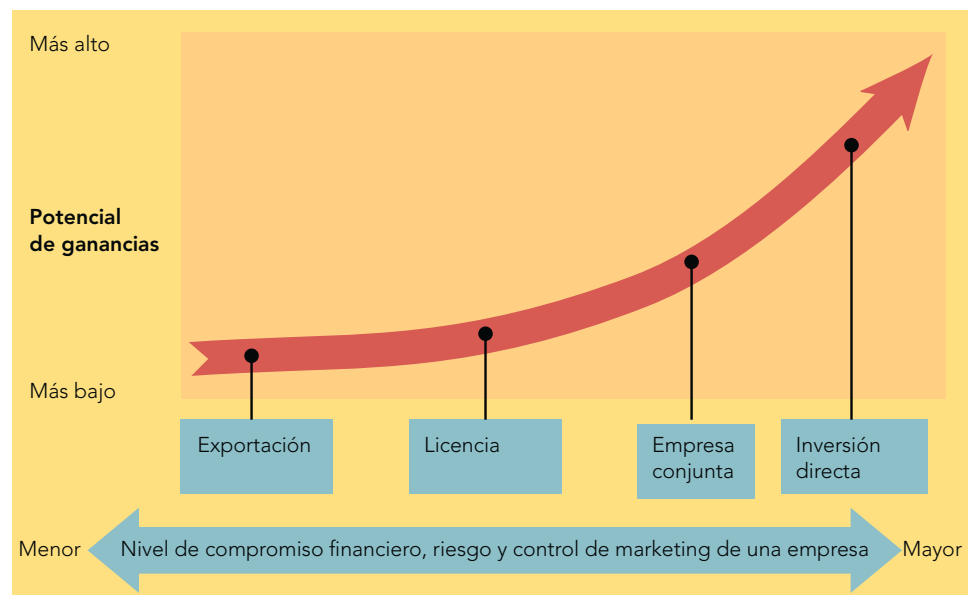 Más alto
Potencial
de ganancias
Más bajo
Exportación
Licencia
Empresa
conjunta
Inversión
directa
Menor
Nivel de compromiso financiero, riesgo y control de marketing de una empresa
Mayor